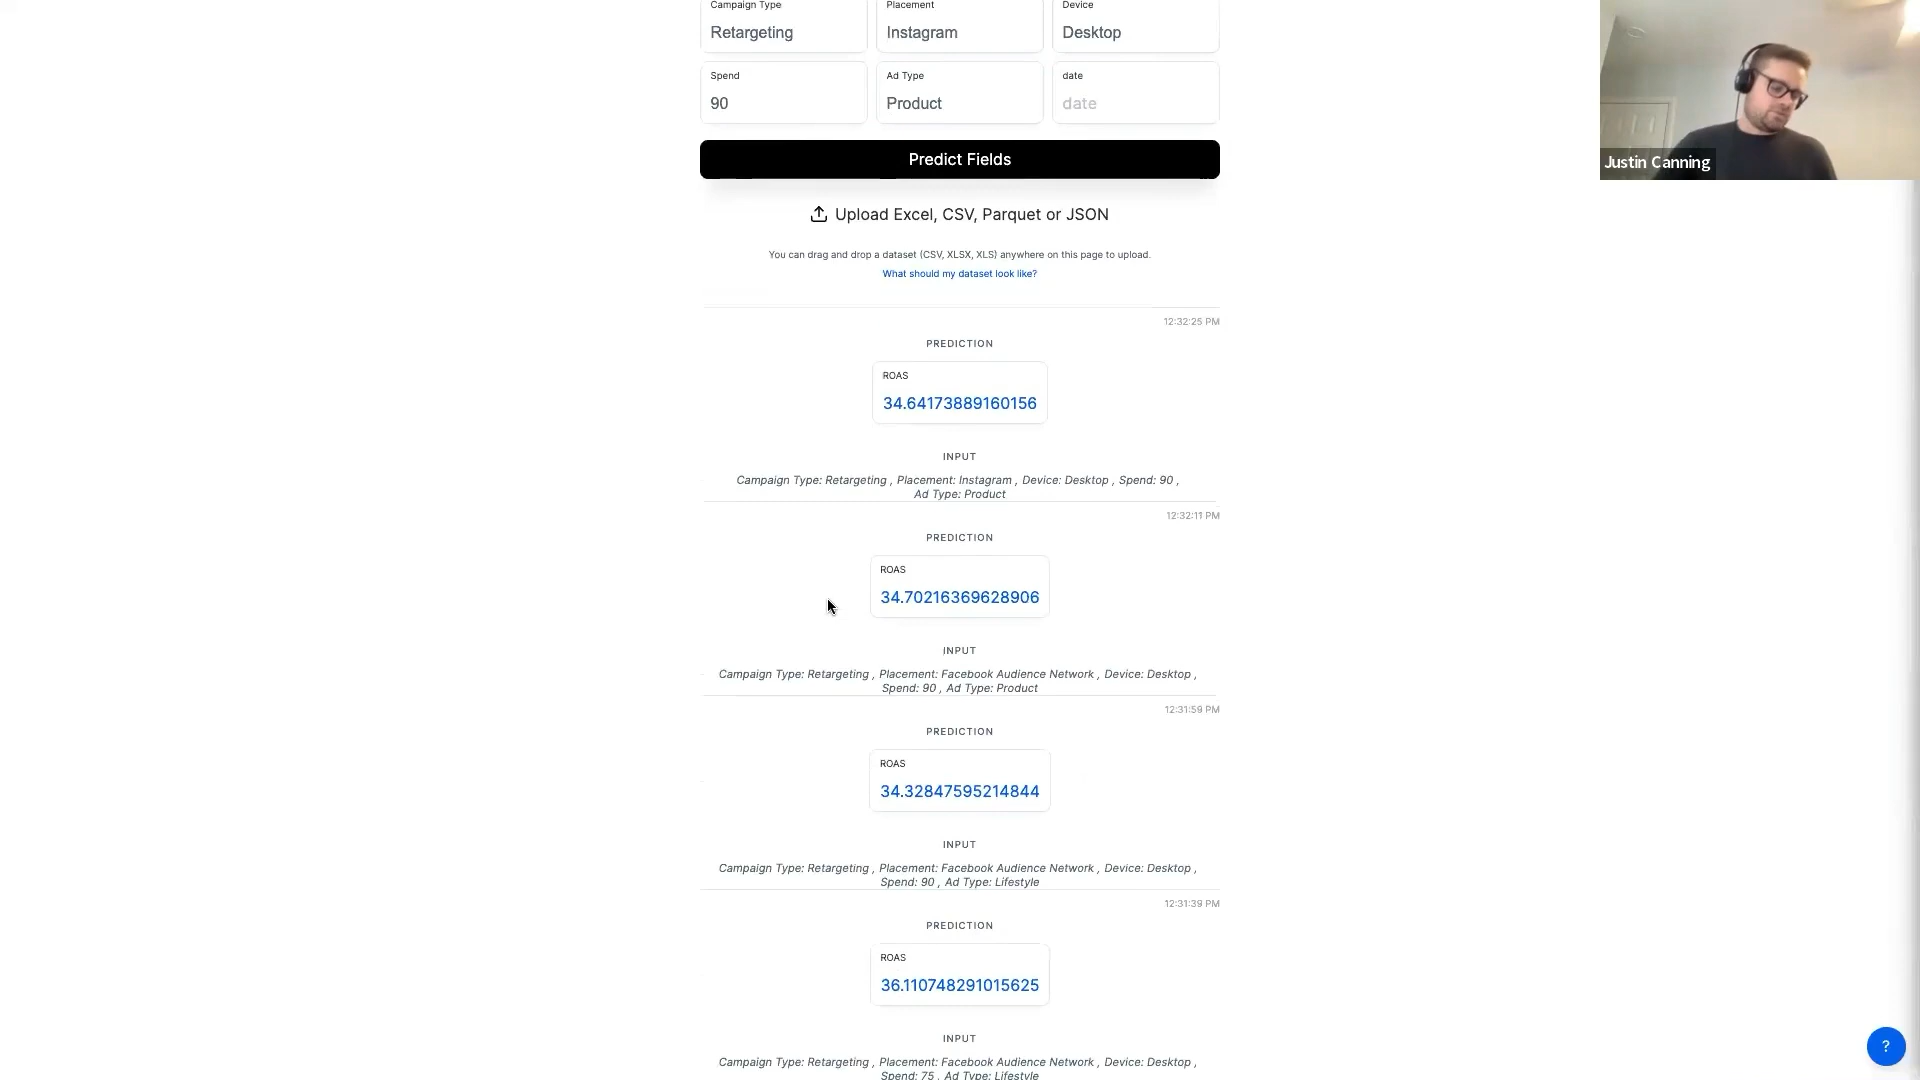 Campaign Type
Placement
Device
Retargeting
Instagram
Desktop
Spend
Ad Type
date
90
Product
date
Predict Fields
Upload Excel, CSV, Parquet or JSON
You can drag and drop a dataset (CSV, XLSX, XLS) anywhere on this page to upload.
What should my dataset look like?
12:32:25 PM
PREDICTION
ROAS
34.64173889160156
INPUT
Campaign Type: Retargeting , Placement: Instagram , Device: Desktop , Spend: 90 ,
Ad Type: Product
12:32:11 PM
PREDICTION
ROAS
34.70216369628906
INPUT
Campaign Type: Retargeting , Placement: Facebook Audience Network , Device: Desktop ,
Spend: 90 , Ad Type: Product
12:31:59 PM
PREDICTION
ROAS
34.32847595214844
INPUT
Campaign Type: Retargeting , Placement: Facebook Audience Network , Device: Desktop ,
Spend: 90 , Ad Type: Lifestyle
12:31:39 PM
PREDICTION
ROAS
36.110748291015625
INPUT
Campaign Type: Retargeting , Placement: Facebook Audience Network , Device: Desktop ,
Spend: 75 , Ad Type: Lifestyle
Justin Canning
?